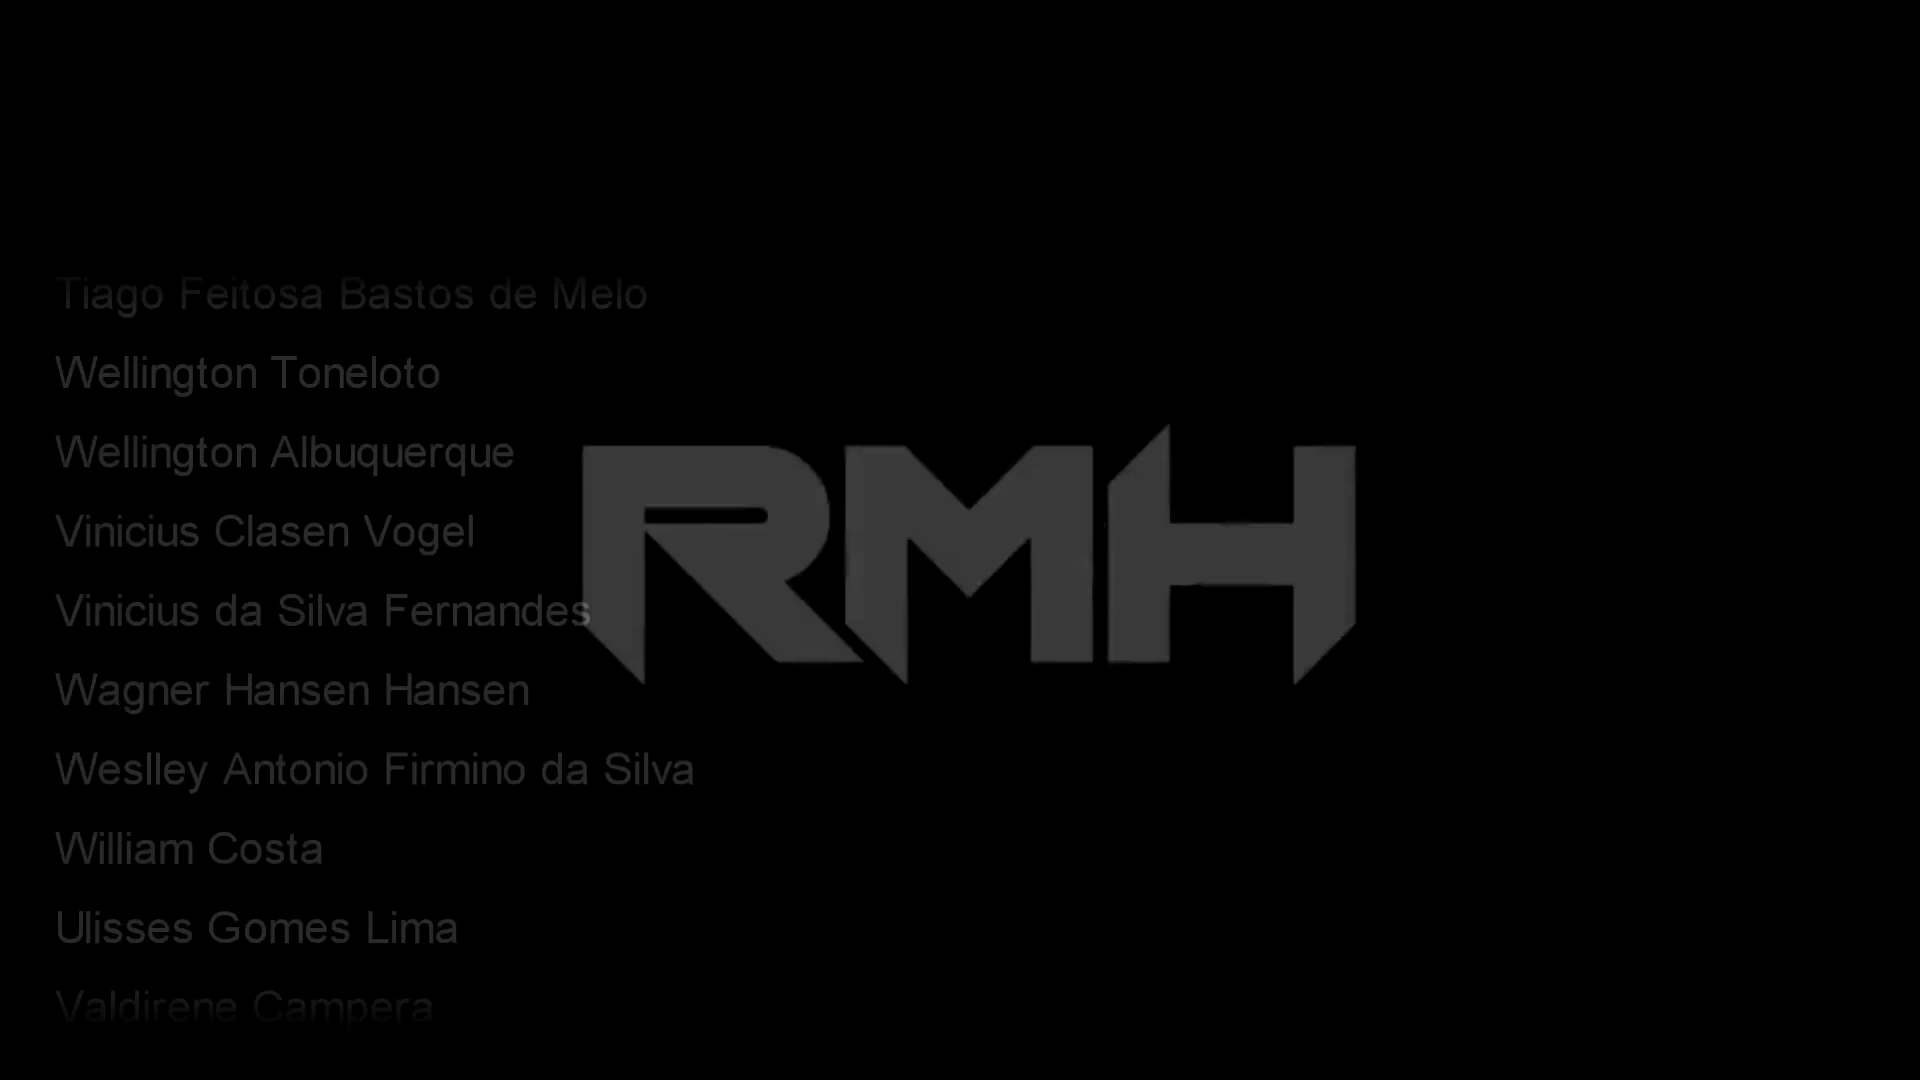 Tiago Feitosa Bastos de Melo
Wellington Toneloto
Wellington Albuquerque
Vinicius Clasen Vogel
Vinicius da Silva Fernandes
Wagner Hansen Hansen
Weslley Antonio Firmino da Silva
William Costa
Ulisses Gomes Lima
Valdirene Campera
RMH